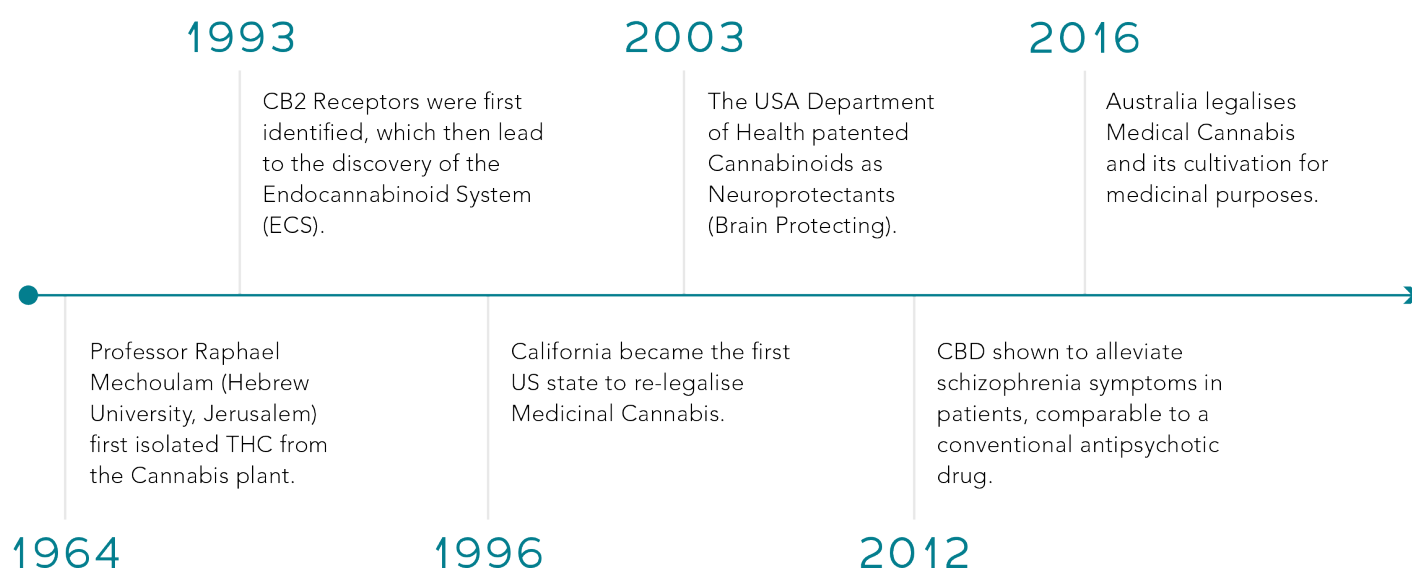 1993
CB2 Receptors were first
identified, which then lead
to the discovery of the
Endocannabinoid System
(ECS).
2003
The USA Department
of Health patented
Cannabinoids as
Neuroprotectants
(Brain Protecting).
2016
Australia legalises
Medical Cannabis
and its cultivation for
medicinal purposes.
Professor Raphael
Mechoulam (Hebrew
University, Jerusalem)
first isolated THC from
the Cannabis plant.
1964
California became the first
US state to re-legalise
Medicinal Cannabis.
1996
CBD shown to alleviate
schizophrenia symptoms in
patients, comparable to a
conventional antipsychotic
drug.
2012